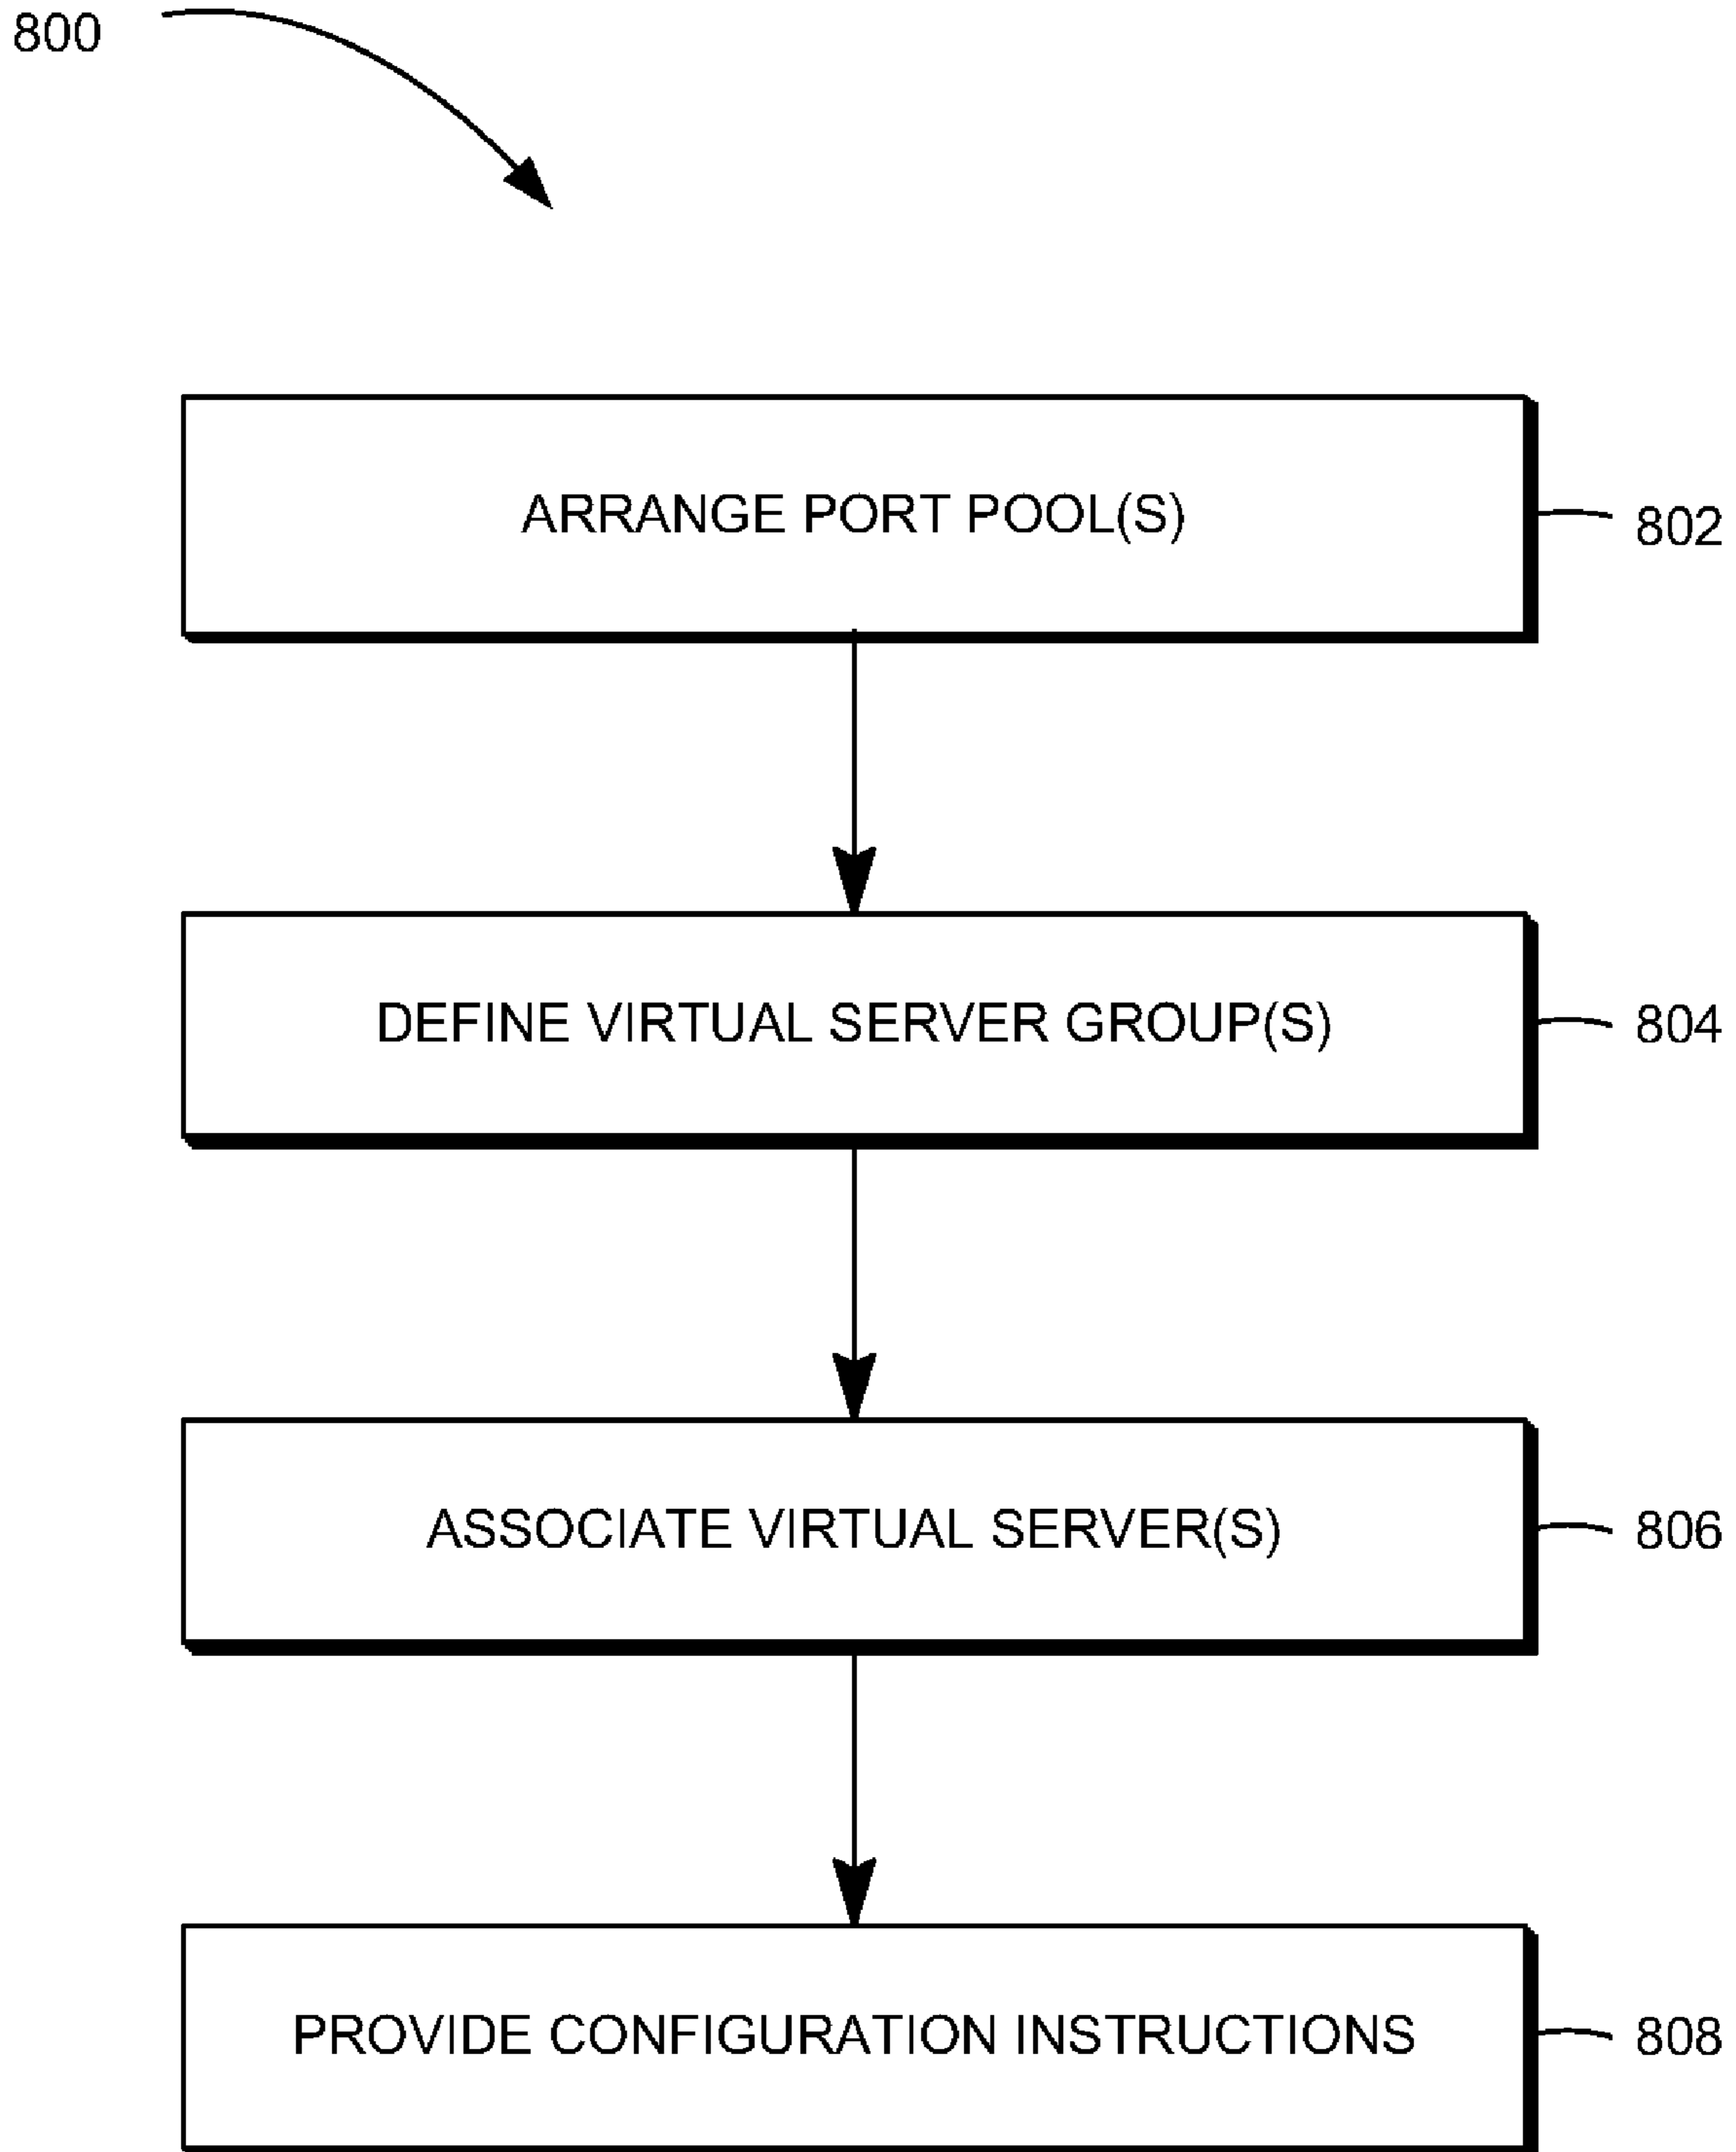 800
ARRANGE PORT POOL(S)
802
DEFINE VIRTUAL SERVER GROUP(S)
804
ASSOCIATE VIRTUAL SERVER(S)
806
PROVIDE CONFIGURATION INSTRUCTIONS
808